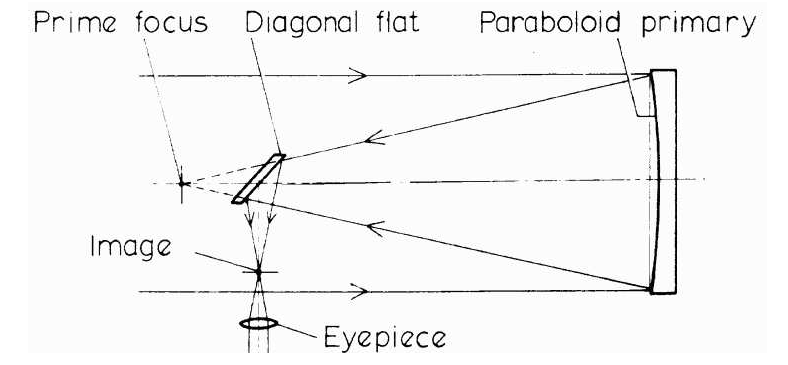 Prime focus
Diagonal flat
Paraboloid primary
Image
Eyepiece